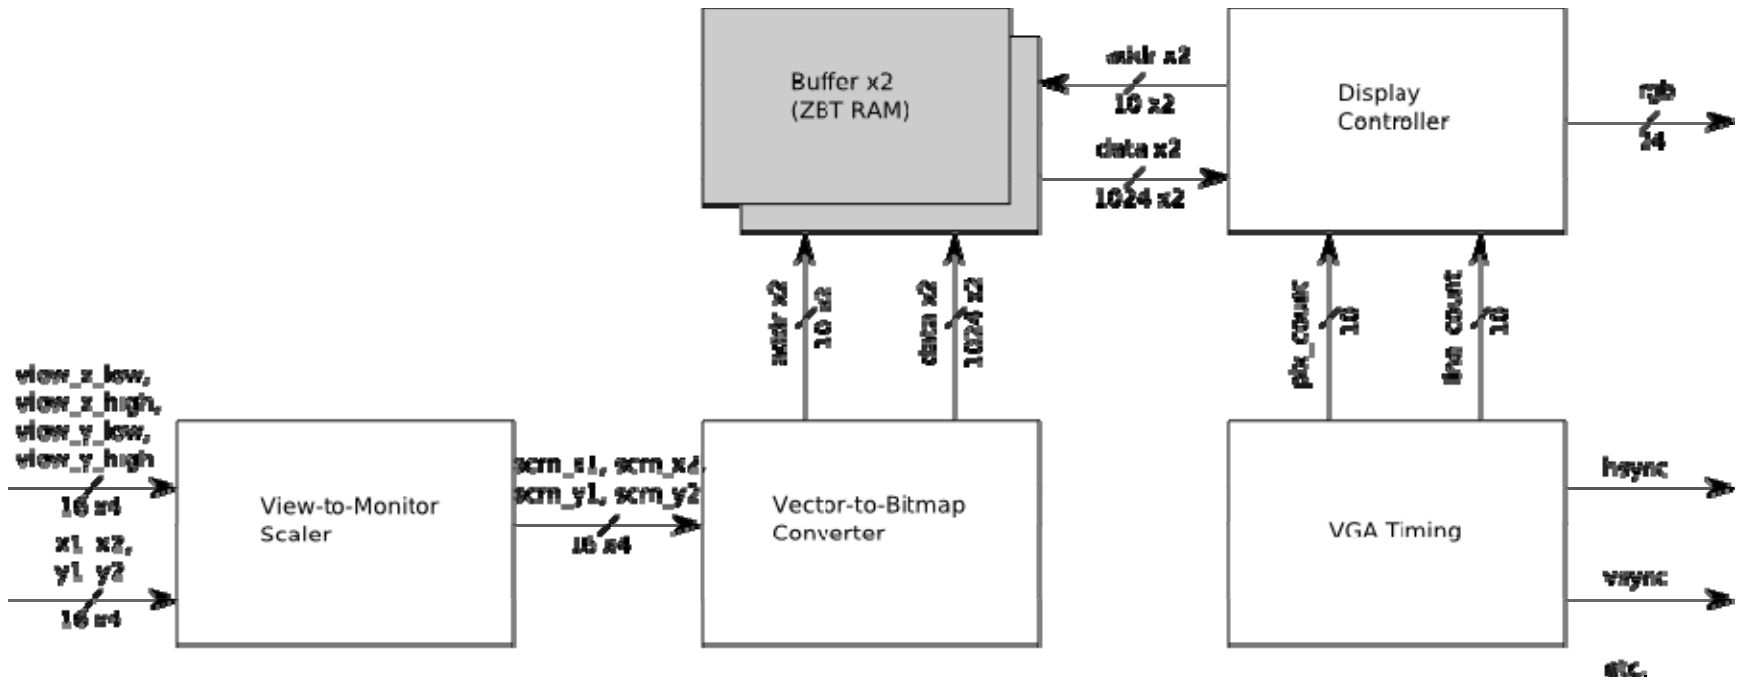 Buffer x2
(ZBT RAM)
addr x2
10 x2
data x2
1024 x2
Display
Controller
rgb
24
addr x2
10 x2
data x2
1024 x2
pix_count
10
line count
10
view_x_low,
view_x_high,
view_y_low,
view_y_high
16 x4
x1 x2,
y1 y2
16 x4
View-to-Monitor
Scaler
scrn_x1, scrn_x2,
scrn_y1, scrn_y2
16 x4
Vector-to-Bitmap
Converter
VGA Timing
hsync
vsync
etc.